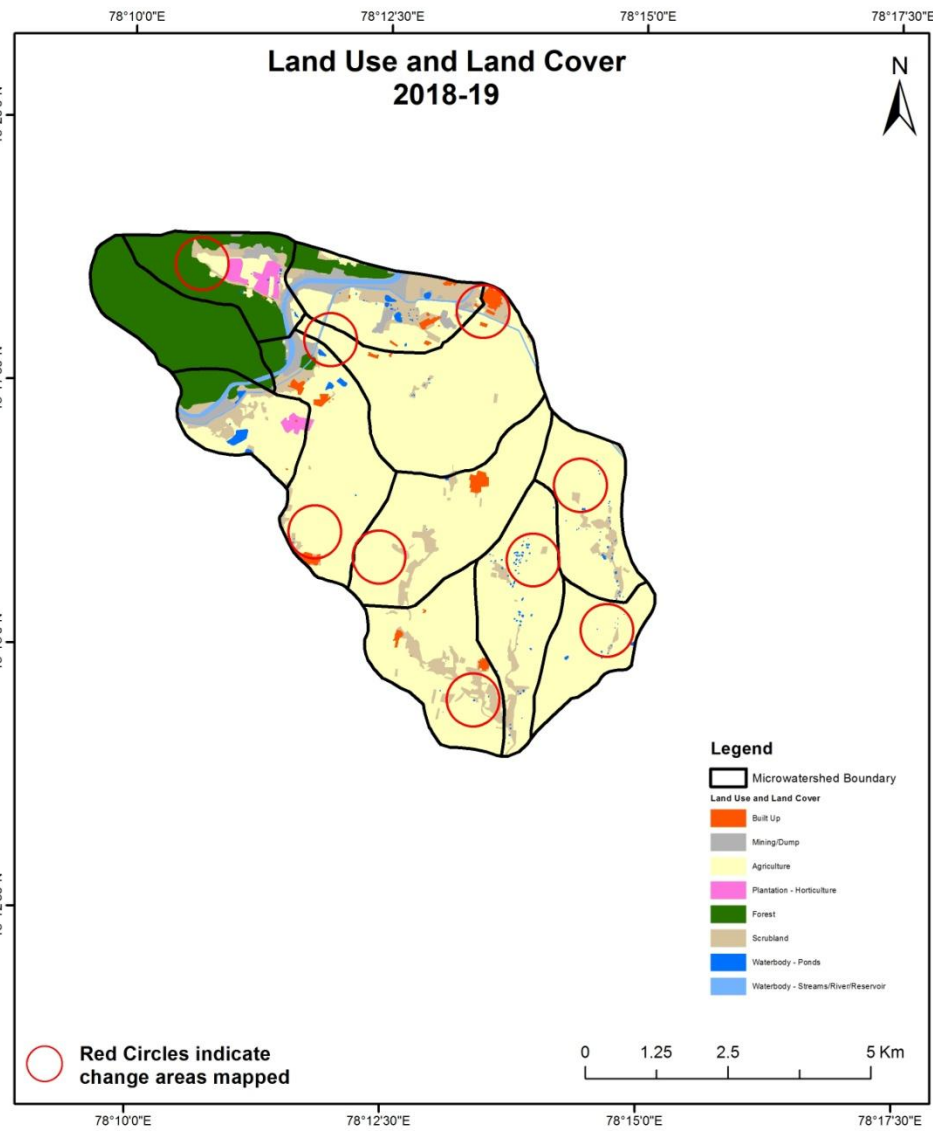 78°10'0"E
78°12'30"E
78°15'0"E
78°17'30"E
Land Use and Land Cover
2018-19
N
Legend
Microwatershed Boundary
Land Use and Land Cover
Built Up
Mining/Dump
Agriculture
Plantation - Horticulture
Forest
Scrubland
Waterbody - Ponds
Waterbody - Streams/River/Reservoir
Red Circles indicate
change areas mapped
0 1.25 2.5 5 Km
78°10'0"E
78°12'30"E
78°15'0"E
78°17'30"E